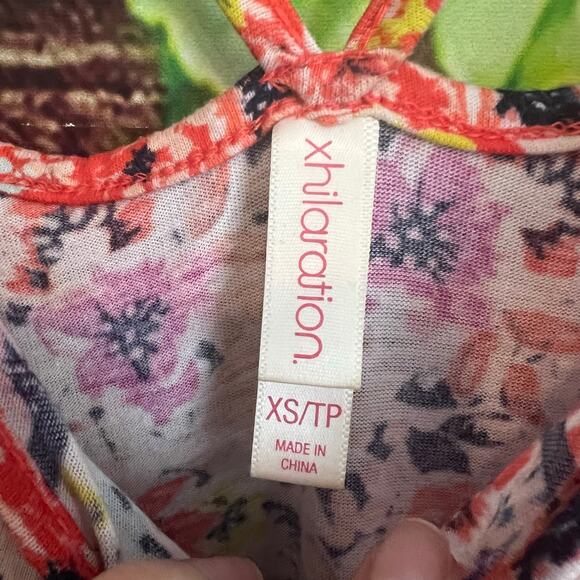 xhilaration.
XS/TP
MADE IN
CHINA